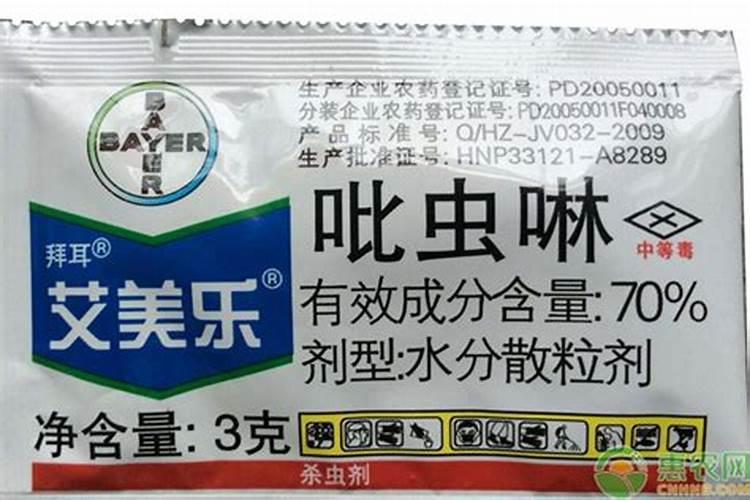 生产企业农药登记证号: PD20050011
分装企业农药登记证号: PD20050011F040008
产品标准号: Q/HZ-JV032-2009
生产批准证号: HNP33121-A8289
BAYER
BAYER
吡虫啉
中等毒
拜耳®
艾美乐®
有效成分含量: 70%
剂型:水分散粒剂
净含量: 3克
杀虫剂
惠农网
CNHNB.COM